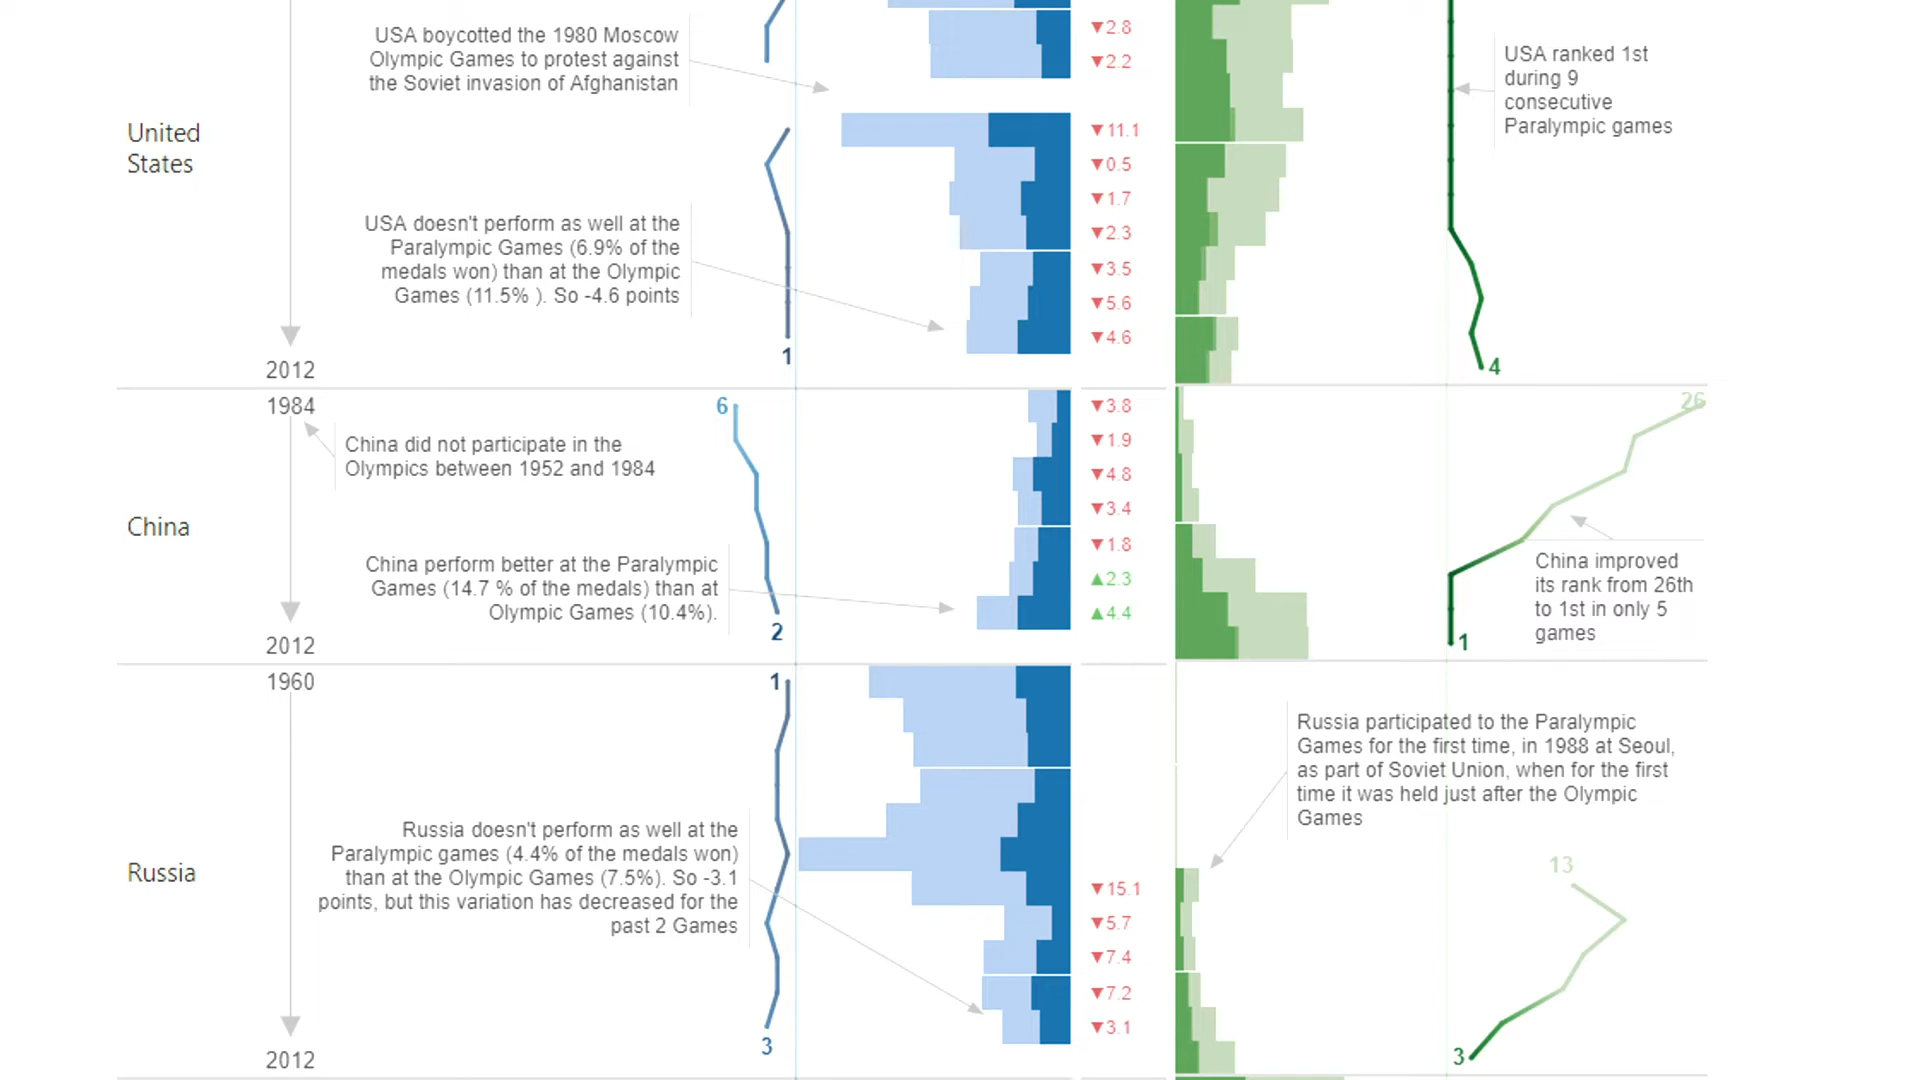 USA boycotted the 1980 Moscow
Olympic Games to protest against
the Soviet invasion of Afghanistan
▼2.8
▼2.2
USA ranked 1st
during 9
consecutive
Paralympic games
United
States
▼11.1
▼0.5
▼1.7
▼2.3
▼3.5
▼5.6
▼4.6
USA doesn't perform as well at the
Paralympic Games (6.9% of the
medals won) than at the Olympic
Games (11.5% ). So -4.6 points
1
4
2012
1984
6
26
China did not participate in the
Olympics between 1952 and 1984
▼3.8
▼1.9
▼4.8
▼3.4
▼1.8
▲2.3
▲4.4
China
China perform better at the Paralympic
Games (14.7 % of the medals) than at
Olympic Games (10.4%).
China improved
its rank from 26th
to 1st in only 5
games
2
1
2012
1960
1
Russia participated to the Paralympic
Games for the first time, in 1988 at Seoul,
as part of Soviet Union, when for the first
time it was held just after the Olympic
Games
Russia
Russia doesn't perform as well at the
Paralympic games (4.4% of the medals won)
than at the Olympic Games (7.5%). So -3.1
points, but this variation has decreased for the
past 2 Games
13
▼15.1
▼5.7
▼7.4
▼7.2
▼3.1
3
3
2012